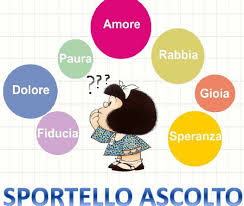 Amore
Paura
Rabbia
Dolore
???
Gioia
Fiducia
Speranza
SPORTELLO ASCOLTO